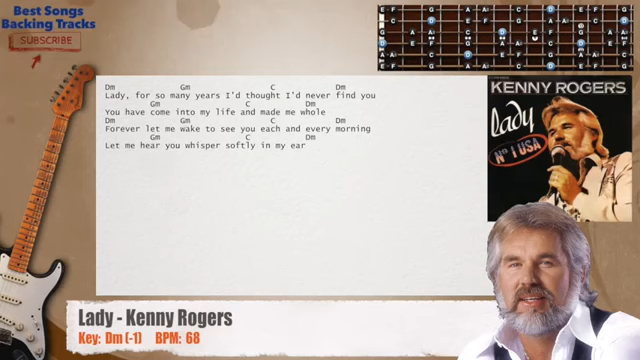 Best Songs
Backing Tracks
SUBSCRIBE
Dm Gm C Dm
Lady, for so many years I'd thought I'd never find you
Gm C Dm
You have come into my life and made me whole
Dm Gm C Dm
Forever let me wake to see you each and every morning
Gm C Dm
Let me hear you whisper softly in my ear
KENNY ROGERS
lady
Nº 1 USA
Lady - Kenny Rogers
Key: Dm (-1) BPM: 68